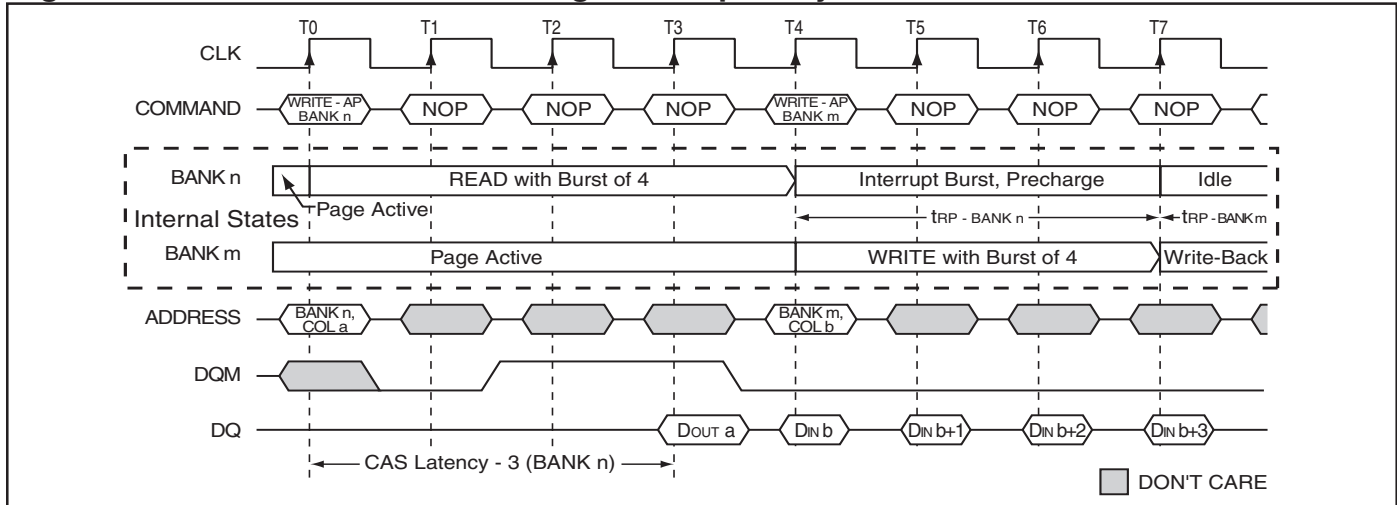 T0 T1 T2 T3 T4 T5 T6 T7
CLK
COMMAND WRITE - AP BANK n NOP NOP NOP WRITE - AP BANK m NOP NOP NOP
BANK n READ with Burst of 4 Interrupt Burst, Precharge Idle
Internal States Page Active tRP - BANK n tRP - BANK m
BANK m Page Active WRITE with Burst of 4 Write-Back
ADDRESS BANK n, COL a BANK m, COL b
DQM
DQ DOUT a DIN b DIN b+1 DIN b+2 DIN b+3
CAS Latency - 3 (BANK n)
DON'T CARE